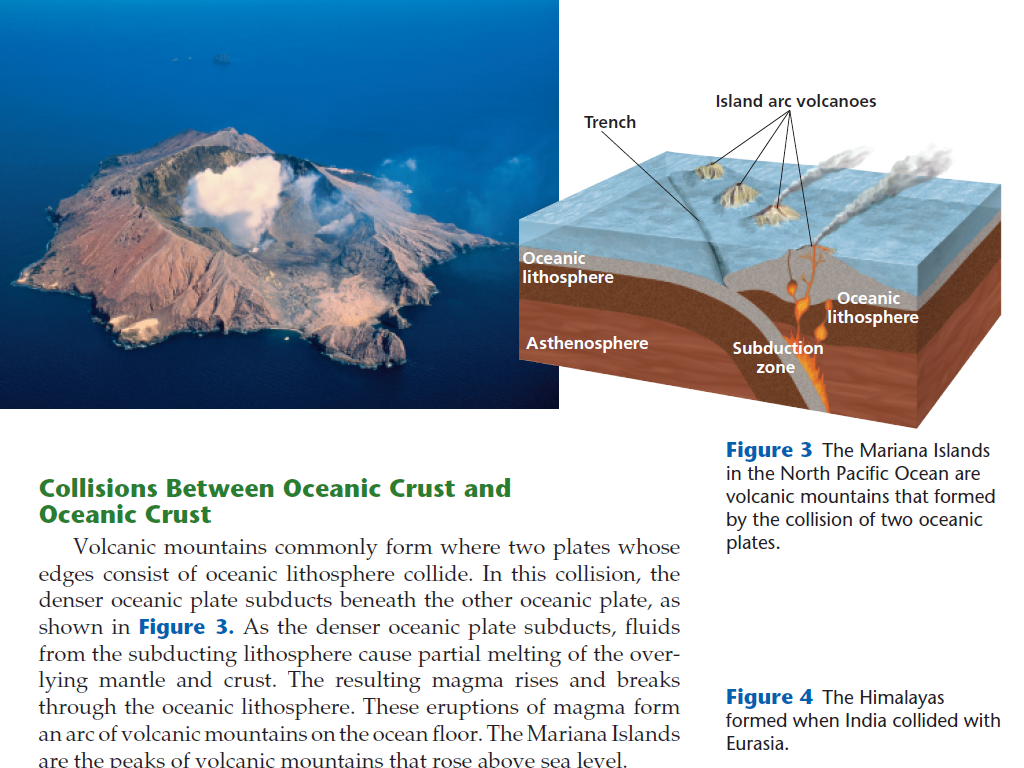 Island arc volcanoes
Trench
Oceanic
lithosphere
Oceanic
lithosphere
Asthenosphere
Subduction
zone
Figure 3 The Mariana Islands
in the North Pacific Ocean are
volcanic mountains that formed
by the collision of two oceanic
plates.
Collisions Between Oceanic Crust and
Oceanic Crust
Volcanic mountains commonly form where two plates whose
edges consist of oceanic lithosphere collide. In this collision, the
denser oceanic plate subducts beneath the other oceanic plate, as
shown in Figure 3. As the denser oceanic plate subducts, fluids
from the subducting lithosphere cause partial melting of the over-
lying mantle and crust. The resulting magma rises and breaks
through the oceanic lithosphere. These eruptions of magma form
an arc of volcanic mountains on the ocean floor. The Mariana Islands
are the peaks of volcanic mountains that rose above sea level.
Figure 4 The Himalayas
formed when India collided with
Eurasia.